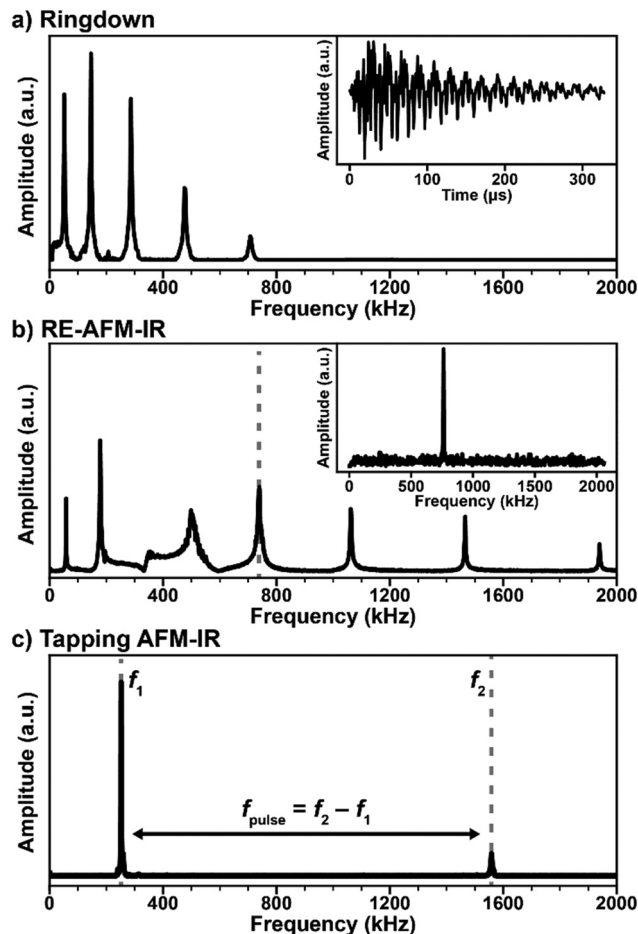 a) Ringdown
Amplitude (a.u.)
Amplitude (a.u.)
0 100 200 300
Time (µs)
0 400 800 1200 1600 2000
Frequency (kHz)
b) RE-AFM-IR
Amplitude (a.u.)
Amplitude (a.u.)
0 500 1000 1500 2000
Frequency (kHz)
0 400 800 1200 1600 2000
Frequency (kHz)
c) Tapping AFM-IR
Amplitude (a.u.)
f1 f2
fpulse = f2 – f1
0 400 800 1200 1600 2000
Frequency (kHz)